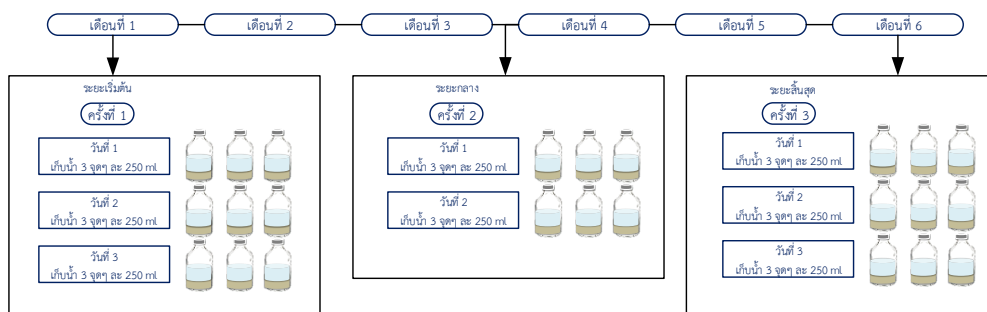 เดือนที่ 1
เดือนที่ 2
เดือนที่ 3
เดือนที่ 4
เดือนที่ 5
เดือนที่ 6
ระยะเริ่มต้น
ครั้งที่ 1
วันที่ 1
เก็บน้ำ 3 จุดๆ ละ 250 ml
วันที่ 2
เก็บน้ำ 3 จุดๆ ละ 250 ml
วันที่ 3
เก็บน้ำ 3 จุดๆ ละ 250 ml
ระยะกลาง
ครั้งที่ 2
วันที่ 1
เก็บน้ำ 3 จุดๆ ละ 250 ml
วันที่ 2
เก็บน้ำ 3 จุดๆ ละ 250 ml
ระยะสิ้นสุด
ครั้งที่ 3
วันที่ 1
เก็บน้ำ 3 จุดๆ ละ 250 ml
วันที่ 2
เก็บน้ำ 3 จุดๆ ละ 250 ml
วันที่ 3
เก็บน้ำ 3 จุดๆ ละ 250 ml